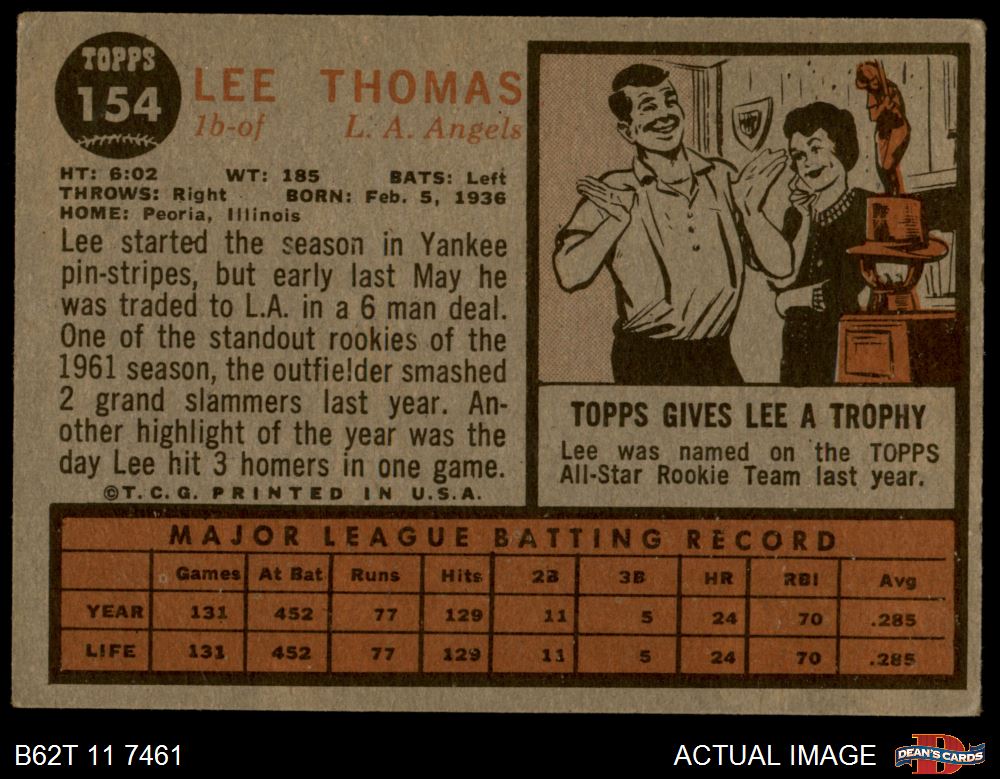 TOPPS
154
LEE THOMAS
1b-of L. A. Angels
HT: 6:02 WT: 185 BATS: Left
THROWS: Right BORN: Feb. 5, 1936
HOME: Peoria, Illinois
Lee started the season in Yankee
pin-stripes, but early last May he
was traded to L.A. in a 6 man deal.
One of the standout rookies of the
1961 season, the outfielder smashed
2 grand slammers last year. An-
other highlight of the year was the
day Lee hit 3 homers in one game.
©T. C. G. PRINTED IN U.S.A.
TOPPS GIVES LEE A TROPHY
Lee was named on the TOPPS
All-Star Rookie Team last year.
MAJOR LEAGUE BATTING RECORD
Games At Bat Runs Hits 2B 3B HR RBI Avg
YEAR 131 452 77 129 11 5 24 70 .285
LIFE 131 452 77 129 11 5 24 70 .285
B62T 11 7461
ACTUAL IMAGE
DEAN'S CARDS